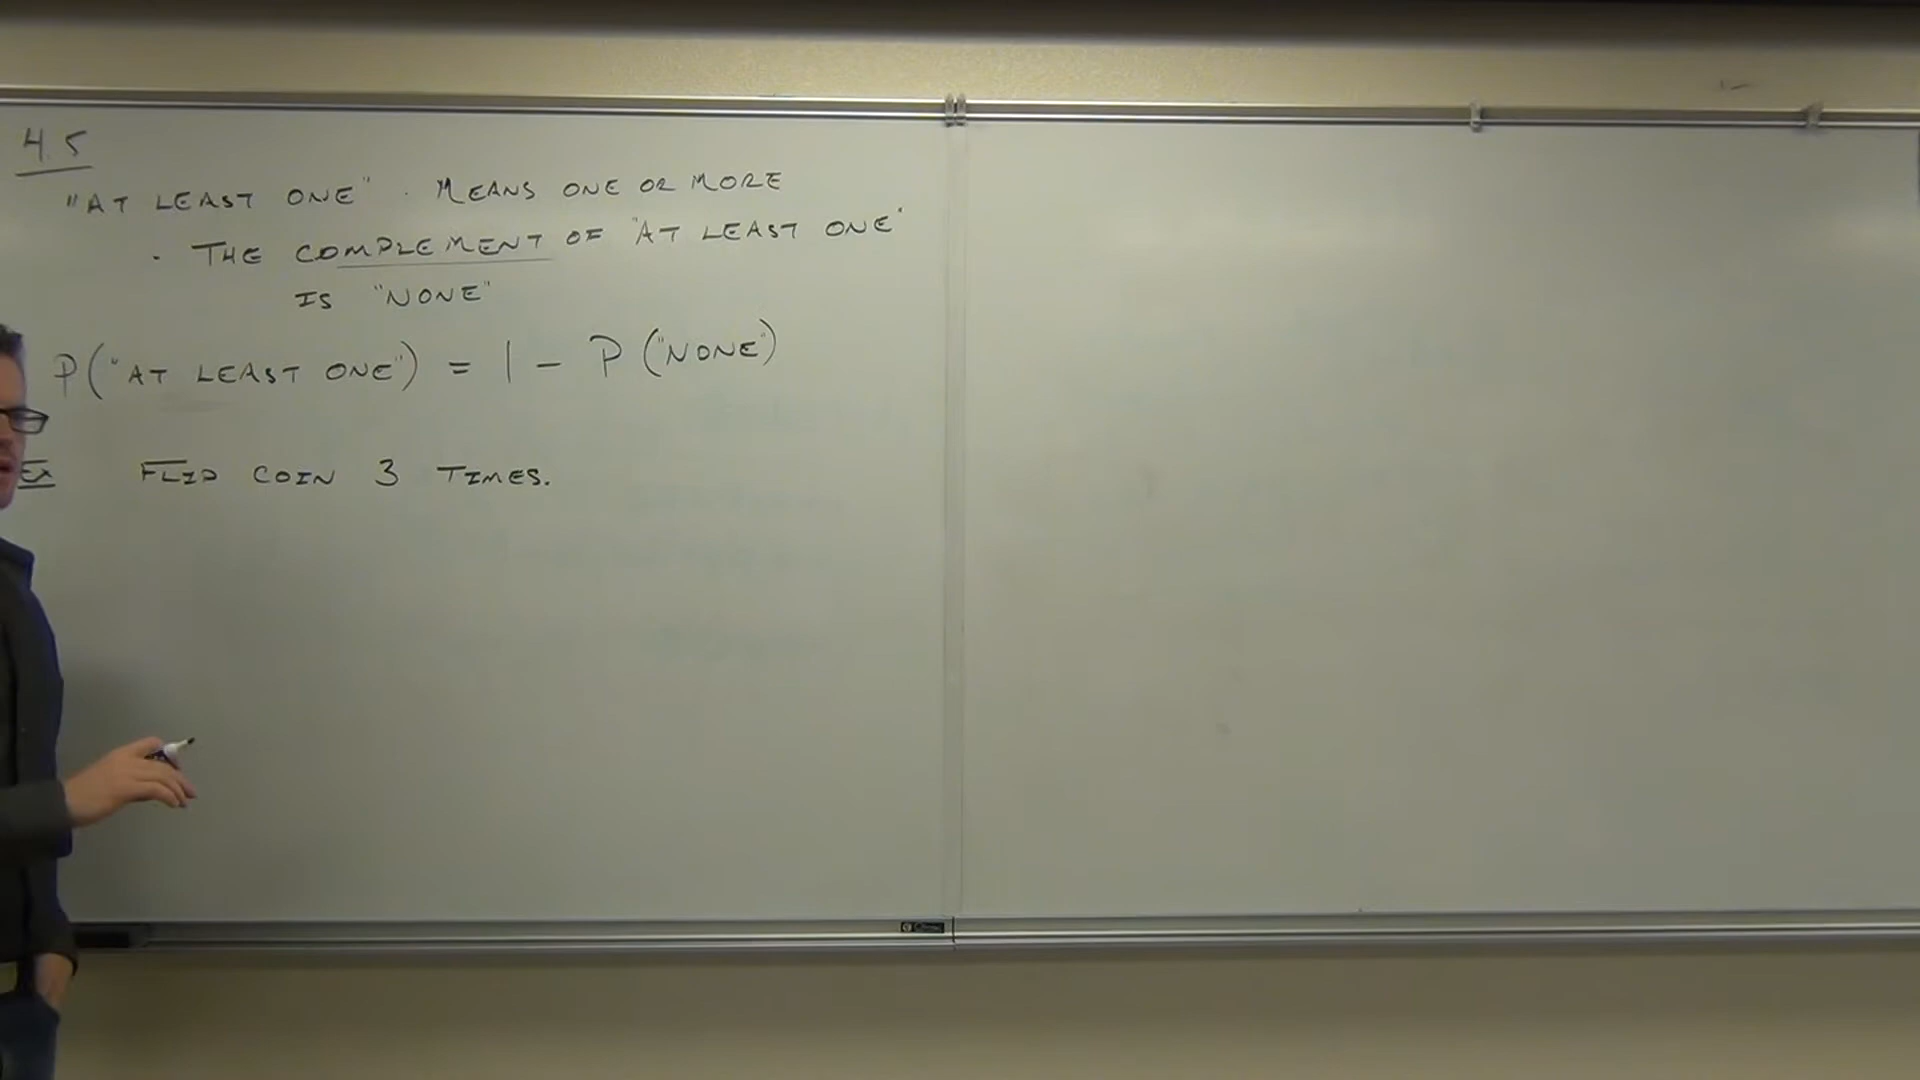 4.5
"AT LEAST ONE" · MEANS ONE OR MORE
· THE COMPLEMENT OF "AT LEAST ONE"
IS "NONE"
P("AT LEAST ONE") = 1 - P("NONE")
EX FLIP COIN 3 TIMES.